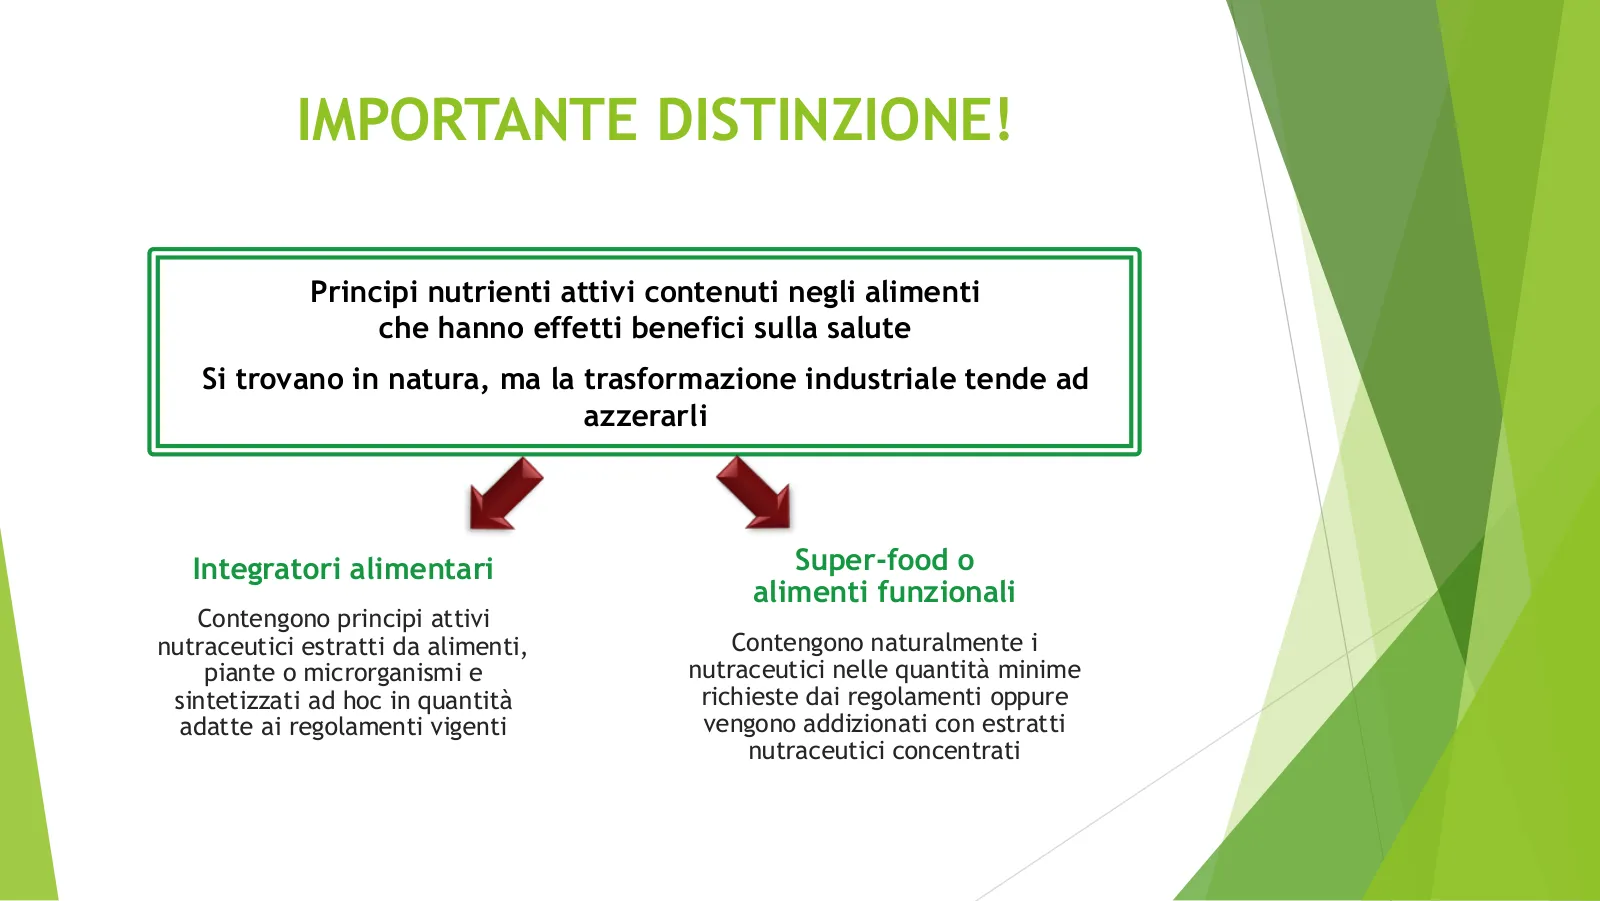 IMPORTANTE DISTINZIONE!
Principi nutrienti attivi contenuti negli alimenti
che hanno effetti benefici sulla salute
Si trovano in natura, ma la trasformazione industriale tende ad
azzerarli
Integratori alimentari
Contengono principi attivi
nutraceutici estratti da alimenti,
piante o microrganismi e
sintetizzati ad hoc in quantità
adatte ai regolamenti vigenti
Super-food o
alimenti funzionali
Contengono naturalmente i
nutraceutici nelle quantità minime
richieste dai regolamenti oppure
vengono addizionati con estratti
nutraceutici concentrati